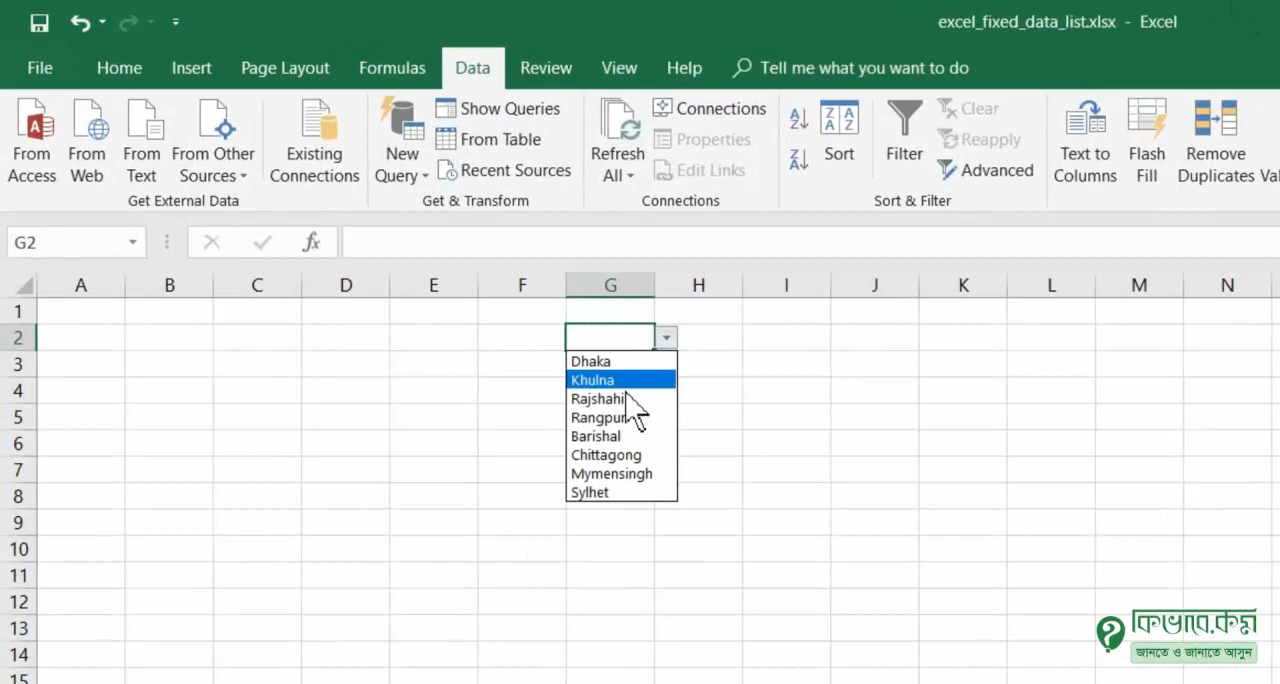 excel_fixed_data_list.xlsx - Excel
File Home Insert Page Layout Formulas Data Review View Help Tell me what you want to do
From Access
From Web
From Text
From Other Sources
Existing Connections
Get External Data
New Query
Show Queries
From Table
Recent Sources
Get & Transform
Refresh All
Connections
Properties
Edit Links
Connections
Sort
Filter
Clear
Reapply
Advanced
Sort & Filter
Text to Columns
Flash Fill
Remove Duplicates
G2
fx
A B C D E F G H I J K L M N
1
2
Dhaka
3
Khulna
4
Rajshahi
Rangpur
5
Barishal
6
Chittagong
7
Mymensingh
8
Sylhet
9
10
11
12
13
14
15
কিভাবে.কম
জানতে ও জানাতে আসুন